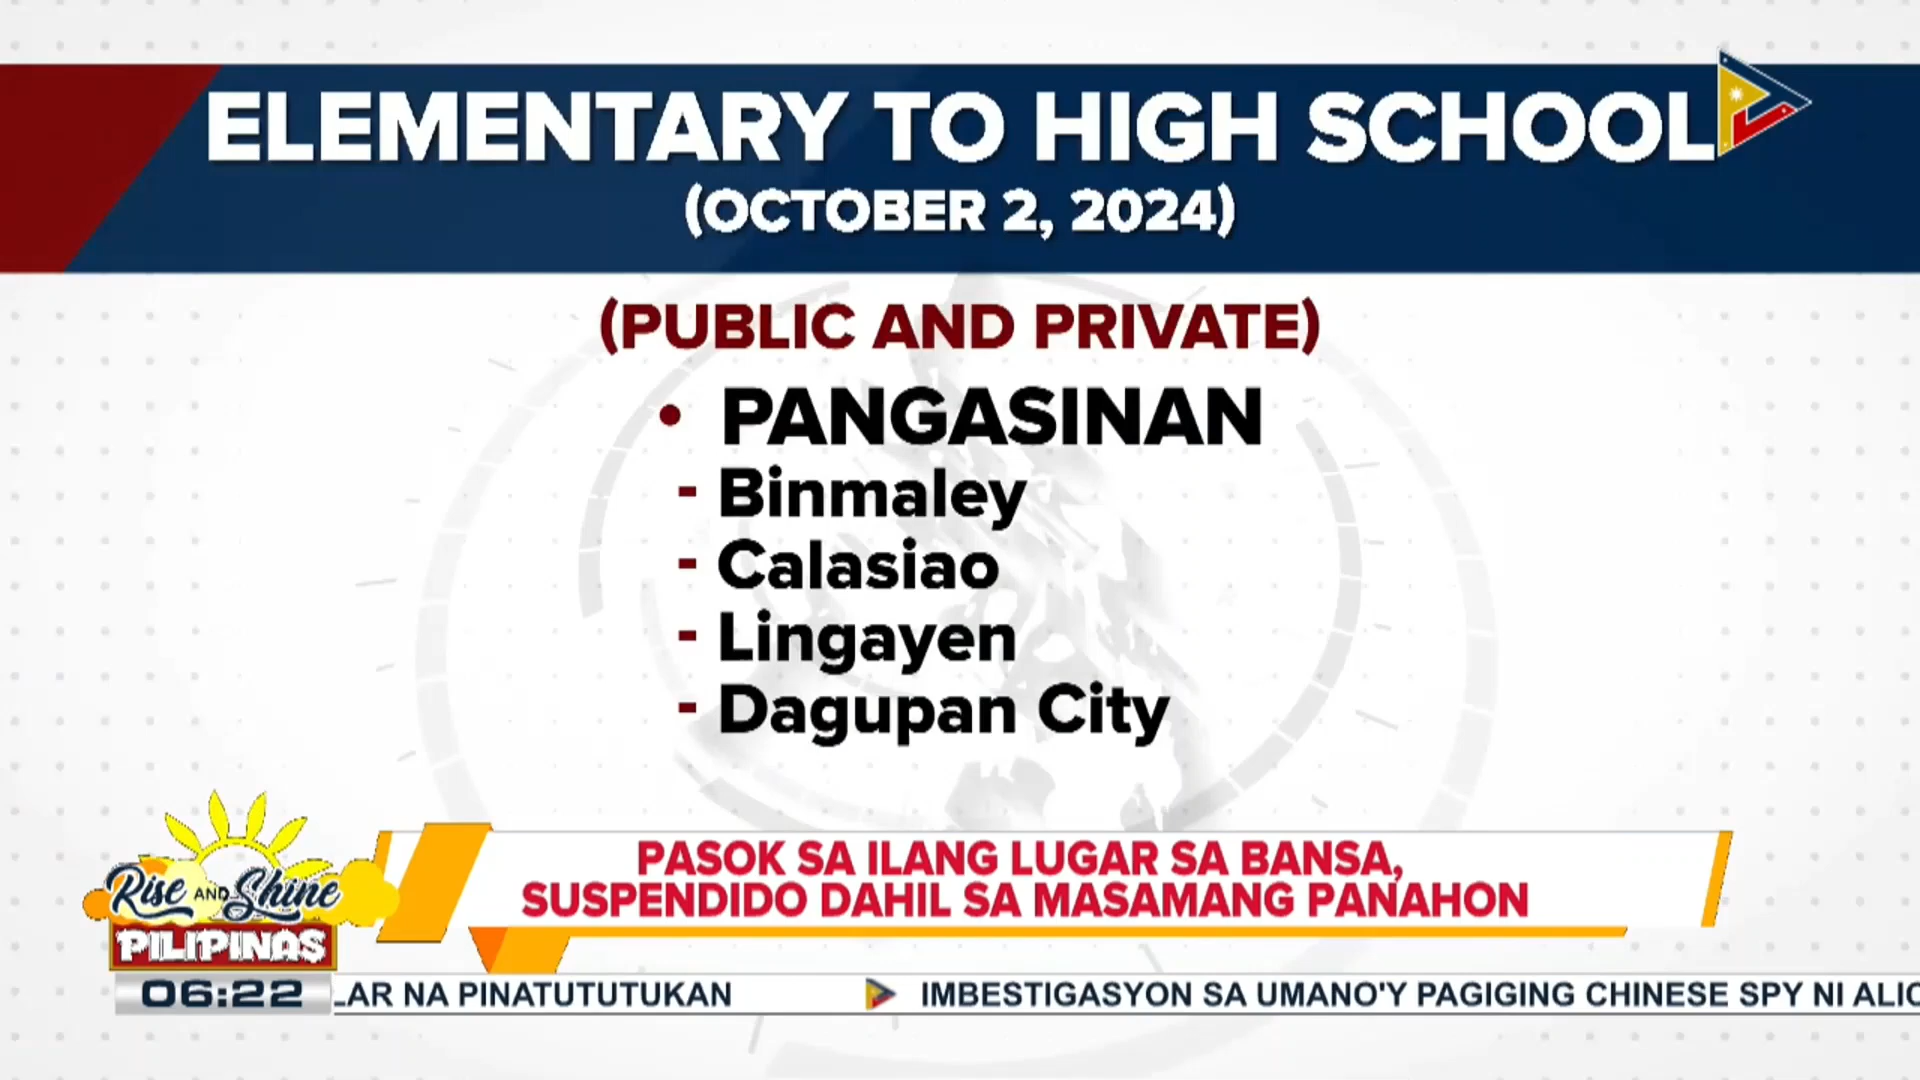 ELEMENTARY TO HIGH SCHOOL
(OCTOBER 2, 2024)
(PUBLIC AND PRIVATE)
• PANGASINAN
- Binmaley
- Calasiao
- Lingayen
- Dagupan City
PASOK SA ILANG LUGAR SA BANSA,
SUSPENDIDO DAHIL SA MASAMANG PANAHON
Rise AND Shine
PILIPINAS
06:22
LAR NA PINATUTUTUKAN IMBESTIGASYON SA UMANO'Y PAGIGING CHINESE SPY NI ALIC